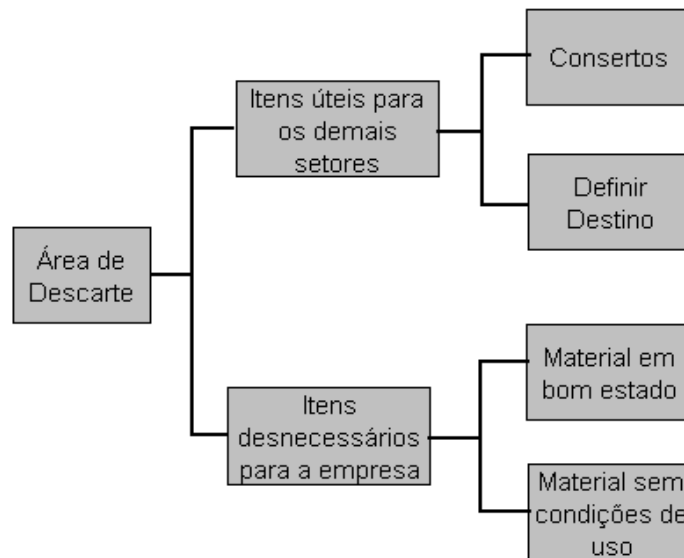 Consertos
Itens úteis para
os demais
setores
Definir
Destino
Área de
Descarte
Material em
bom estado
Itens
desnecessários
para a empresa
Material sem
condições de
uso